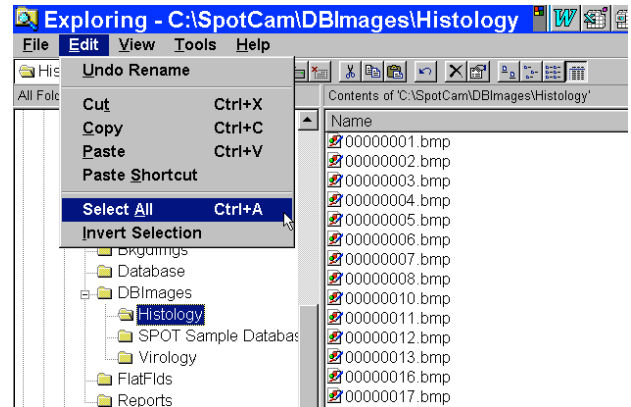 Exploring - C:\SpotCam\DBImages\Histology
File Edit View Tools Help
His
All Fold
Contents of 'C:\SpotCam\DBImages\Histology'
Undo Rename
Cut Ctrl+X
Copy Ctrl+C
Paste Ctrl+V
Paste Shortcut
Select All Ctrl+A
Invert Selection
BkgdImgs
Database
DBImages
Histology
SPOT Sample Databas
Virology
FlatFlds
Reports
Name
00000001.bmp
00000002.bmp
00000003.bmp
00000004.bmp
00000005.bmp
00000006.bmp
00000007.bmp
00000008.bmp
00000010.bmp
00000011.bmp
00000012.bmp
00000013.bmp
00000016.bmp
00000017.bmp